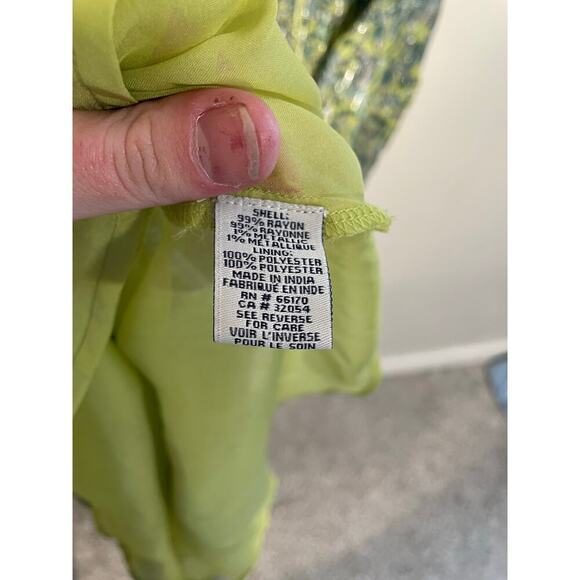 SHELL:
99% RAYON
99% RAYONNE
1% METALLIC
1% METALLIQUE
LINING:
100% POLYESTER
100% POLYESTER
MADE IN INDIA
FABRIQUÉ EN INDE
RN # 66170
CA # 32054
SEE REVERSE
FOR CARE
VOIR L'INVERSE
POUR LE SOIN